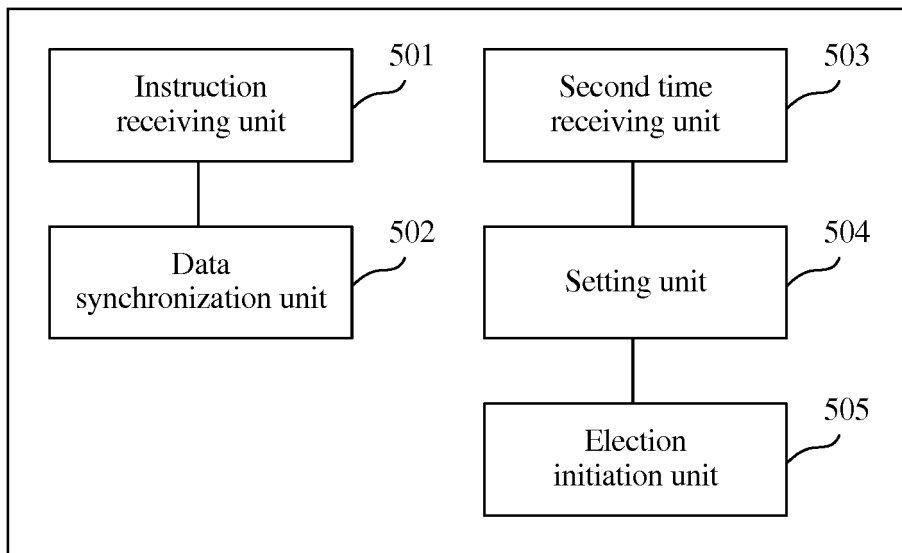 501
Instruction
receiving unit
502
Data
synchronization unit
503
Second time
receiving unit
504
Setting unit
505
Election
initiation unit